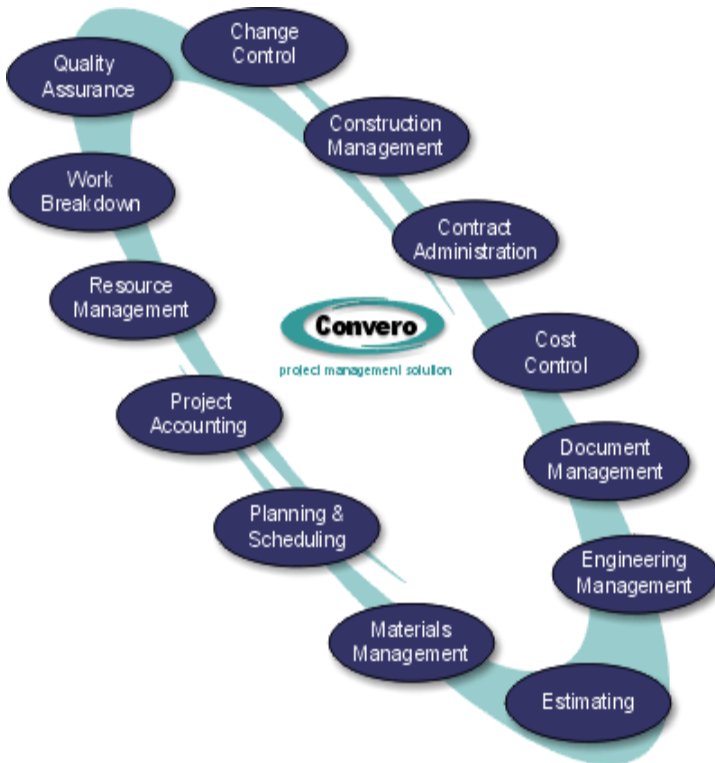 Change
Control
Quality
Assurance
Construction
Management
Work
Breakdown
Contract
Administration
Resource
Management
Convero
project management solution
Cost
Control
Project
Accounting
Document
Management
Planning &
Scheduling
Engineering
Management
Materials
Management
Estimating